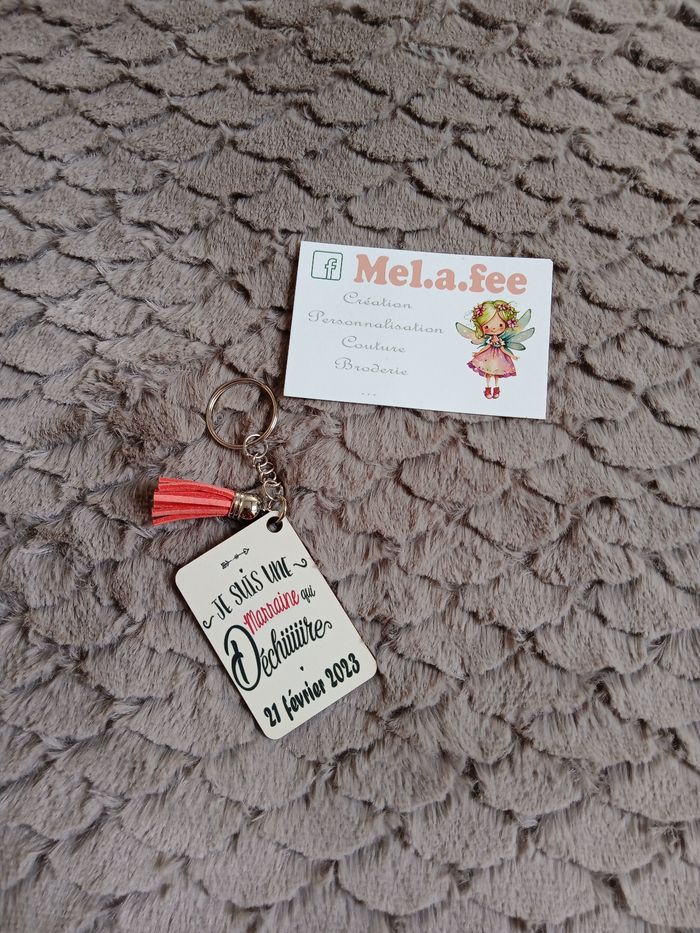 f Mel.a.fee
Création
Personnalisation
Couture
Broderie
...
JE SUIS UNE
Marraine qui
Déchiiiiire
21 février 2023